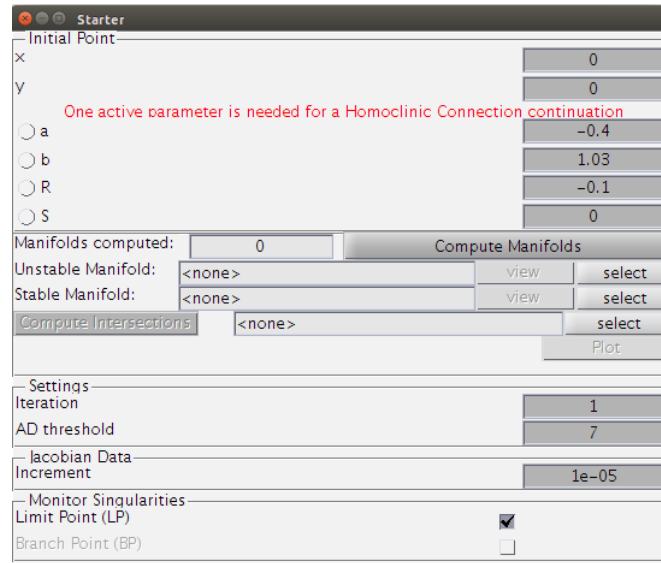 Starter
Initial Point
x 0
y 0
One active parameter is needed for a Homoclinic Connection continuation
a -0.4
b 1.03
R -0.1
S 0
Manifolds computed: 0 Compute Manifolds
Unstable Manifold: <none> view select
Stable Manifold: <none> view select
Compute Intersections <none> select
Plot
Settings
Iteration 1
AD threshold 7
Jacobian Data
Increment 1e-05
Monitor Singularities
Limit Point (LP)
Branch Point (BP)